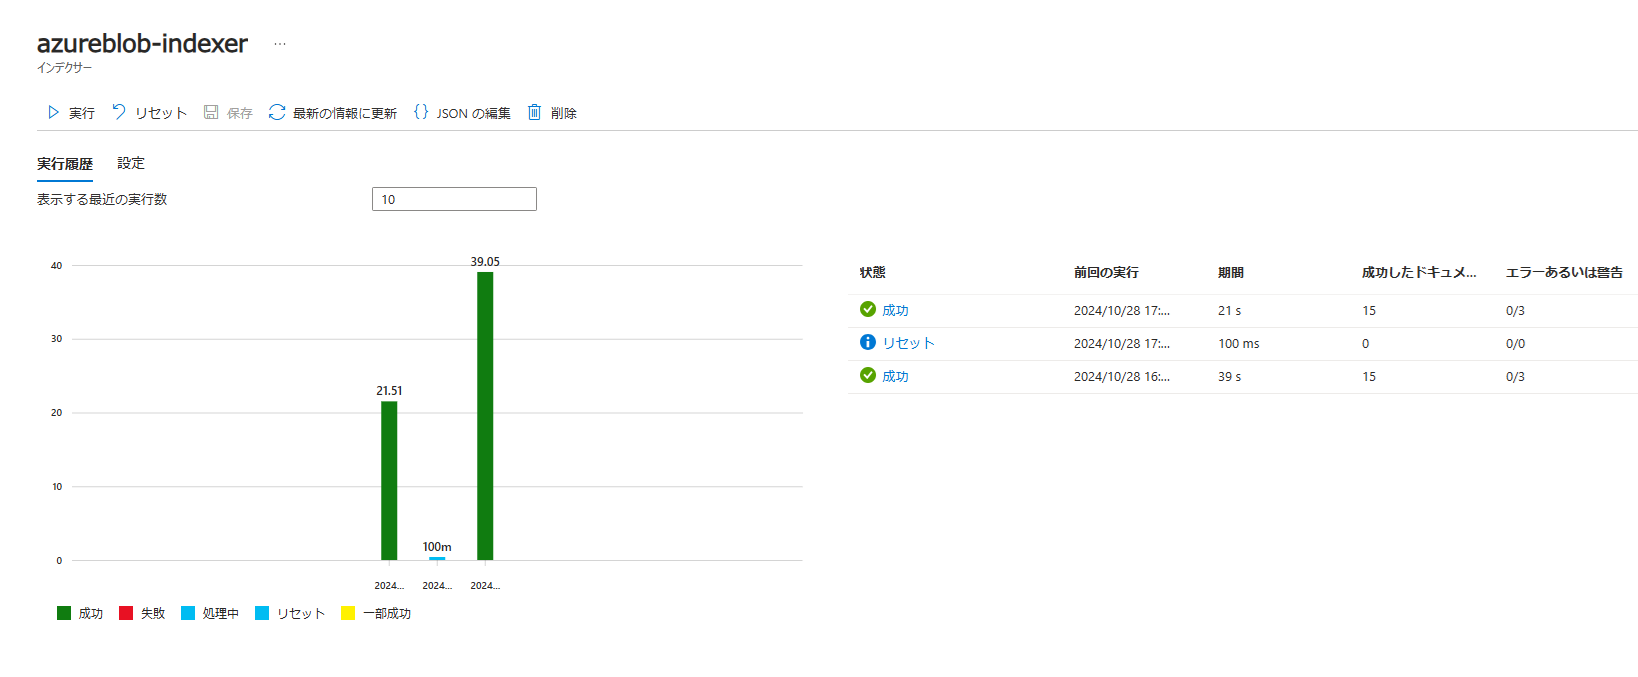 azureblob-indexer ...
インデクサー
実行 リセット 保存 最新の情報に更新 {} JSON の編集 削除
実行履歴 設定
表示する最近の実行数 10
40
30
20
10
0
39.05
21.51
100m
2024... 2024... 2024...
成功 失敗 処理中 リセット 一部成功
状態 前回の実行 期間 成功したドキュメ... エラーあるいは警告
成功 2024/10/28 17:... 21 s 15 0/3
リセット 2024/10/28 17:... 100 ms 0 0/0
成功 2024/10/28 16:... 39 s 15 0/3